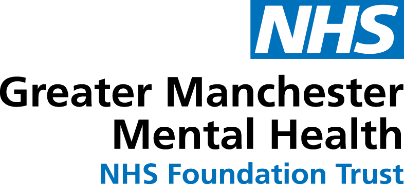 NHS
Greater Manchester
Mental Health
NHS Foundation Trust